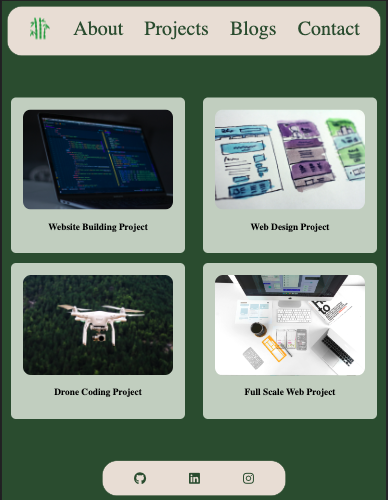 About Projects Blogs Contact
Website Building Project
Web Design Project
Drone Coding Project
Full Scale Web Project